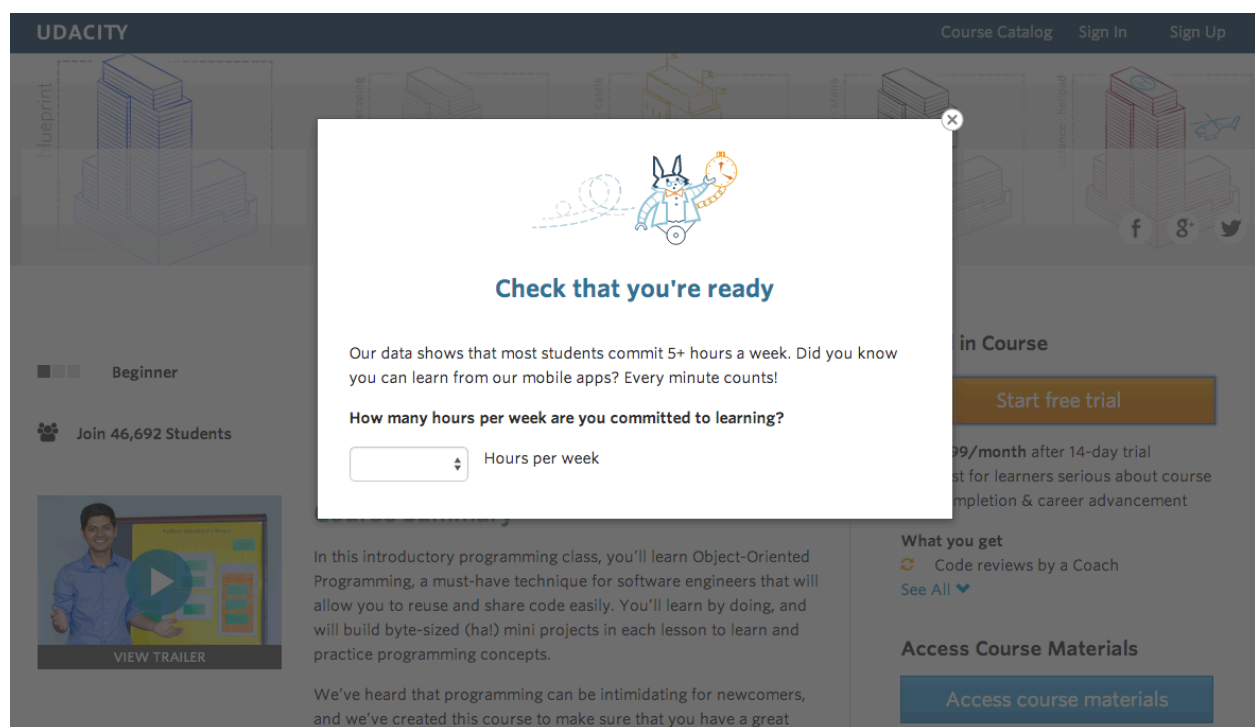 UDACITY
Course Catalog Sign In Sign Up
blueprint
castle
stairs
Check that you're ready
Our data shows that most students commit 5+ hours a week. Did you know
you can learn from our mobile apps? Every minute counts!
How many hours per week are you committed to learning?
Hours per week
Beginner
Join 46,692 Students
VIEW TRAILER
In this introductory programming class, you'll learn Object-Oriented
Programming, a must-have technique for software engineers that will
allow you to reuse and share code easily. You'll learn by doing, and
will build byte-sized (ha!) mini projects in each lesson to learn and
practice programming concepts.
We've heard that programming can be intimidating for newcomers,
and we've created this course to make sure that you have a great
in Course
Start free trial
99/month after 14-day trial
st for learners serious about course
mpletion & career advancement
What you get
Code reviews by a Coach
See All
Access Course Materials
Access course materials